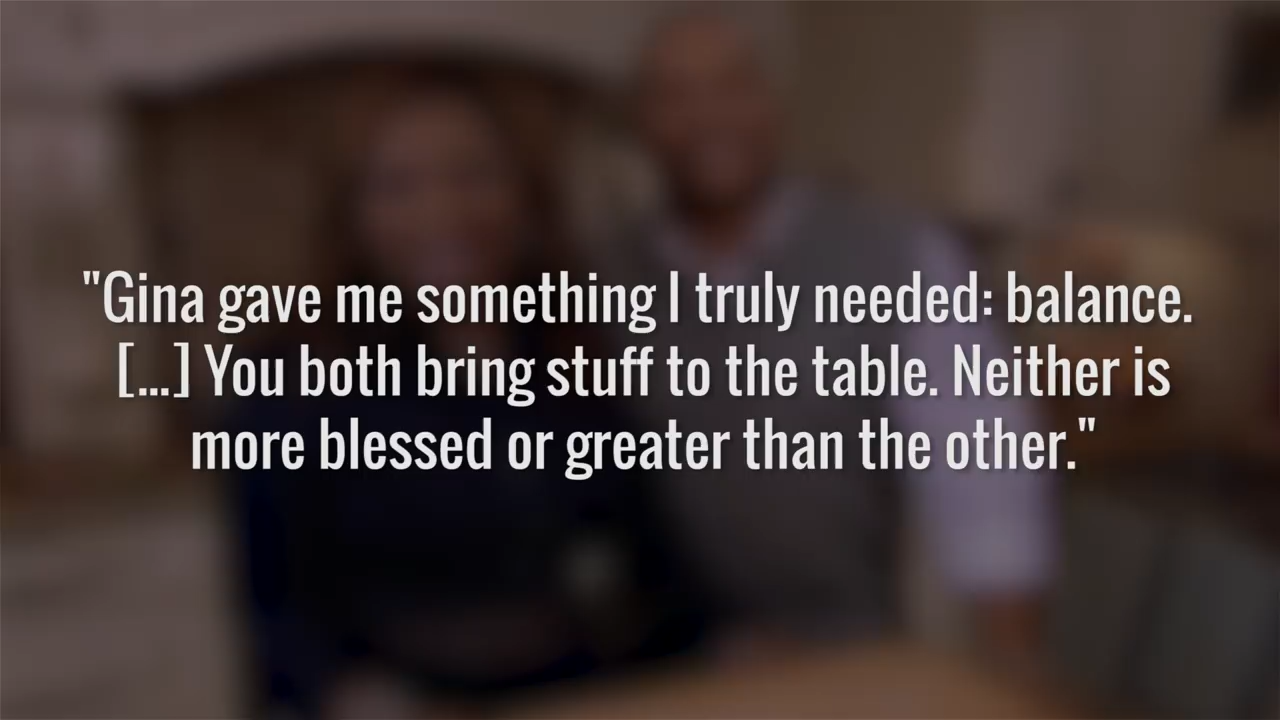 "Gina gave me something I truly needed: balance.
[...] You both bring stuff to the table. Neither is
more blessed or greater than the other."